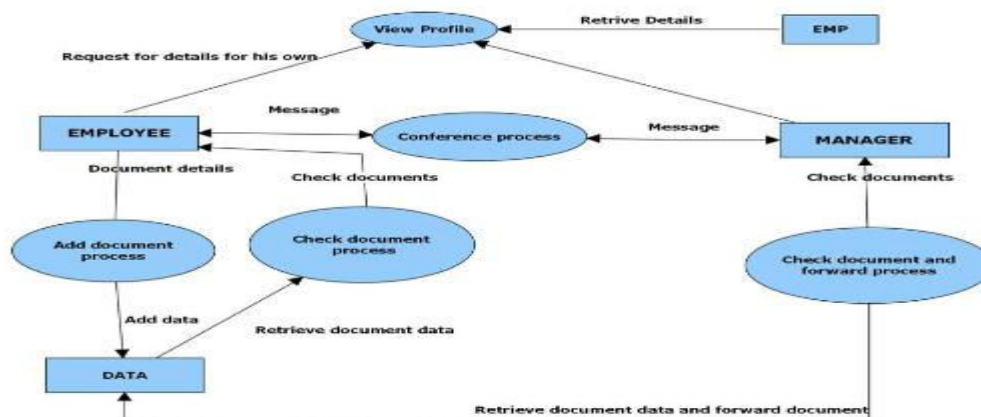 View Profile
Retrive Details
EMP
Request for details for his own
Message
EMPLOYEE
Conference process
Message
MANAGER
Document details
Check documents
Check documents
Add document
process
Check document
process
Check document and
forward process
Add data
Retrieve document data
DATA
Retrieve document data and forward document